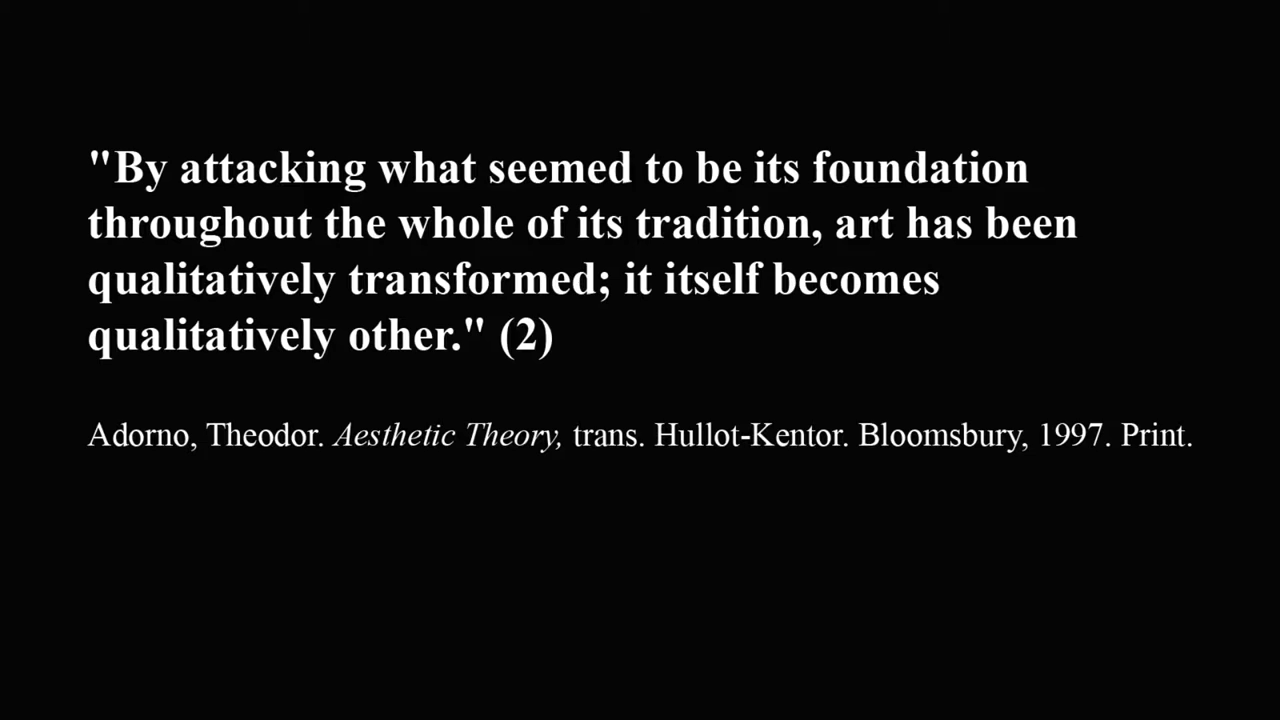 "By attacking what seemed to be its foundation
throughout the whole of its tradition, art has been
qualitatively transformed; it itself becomes
qualitatively other." (2)
Adorno, Theodor. Aesthetic Theory, trans. Hullot-Kentor. Bloomsbury, 1997. Print.